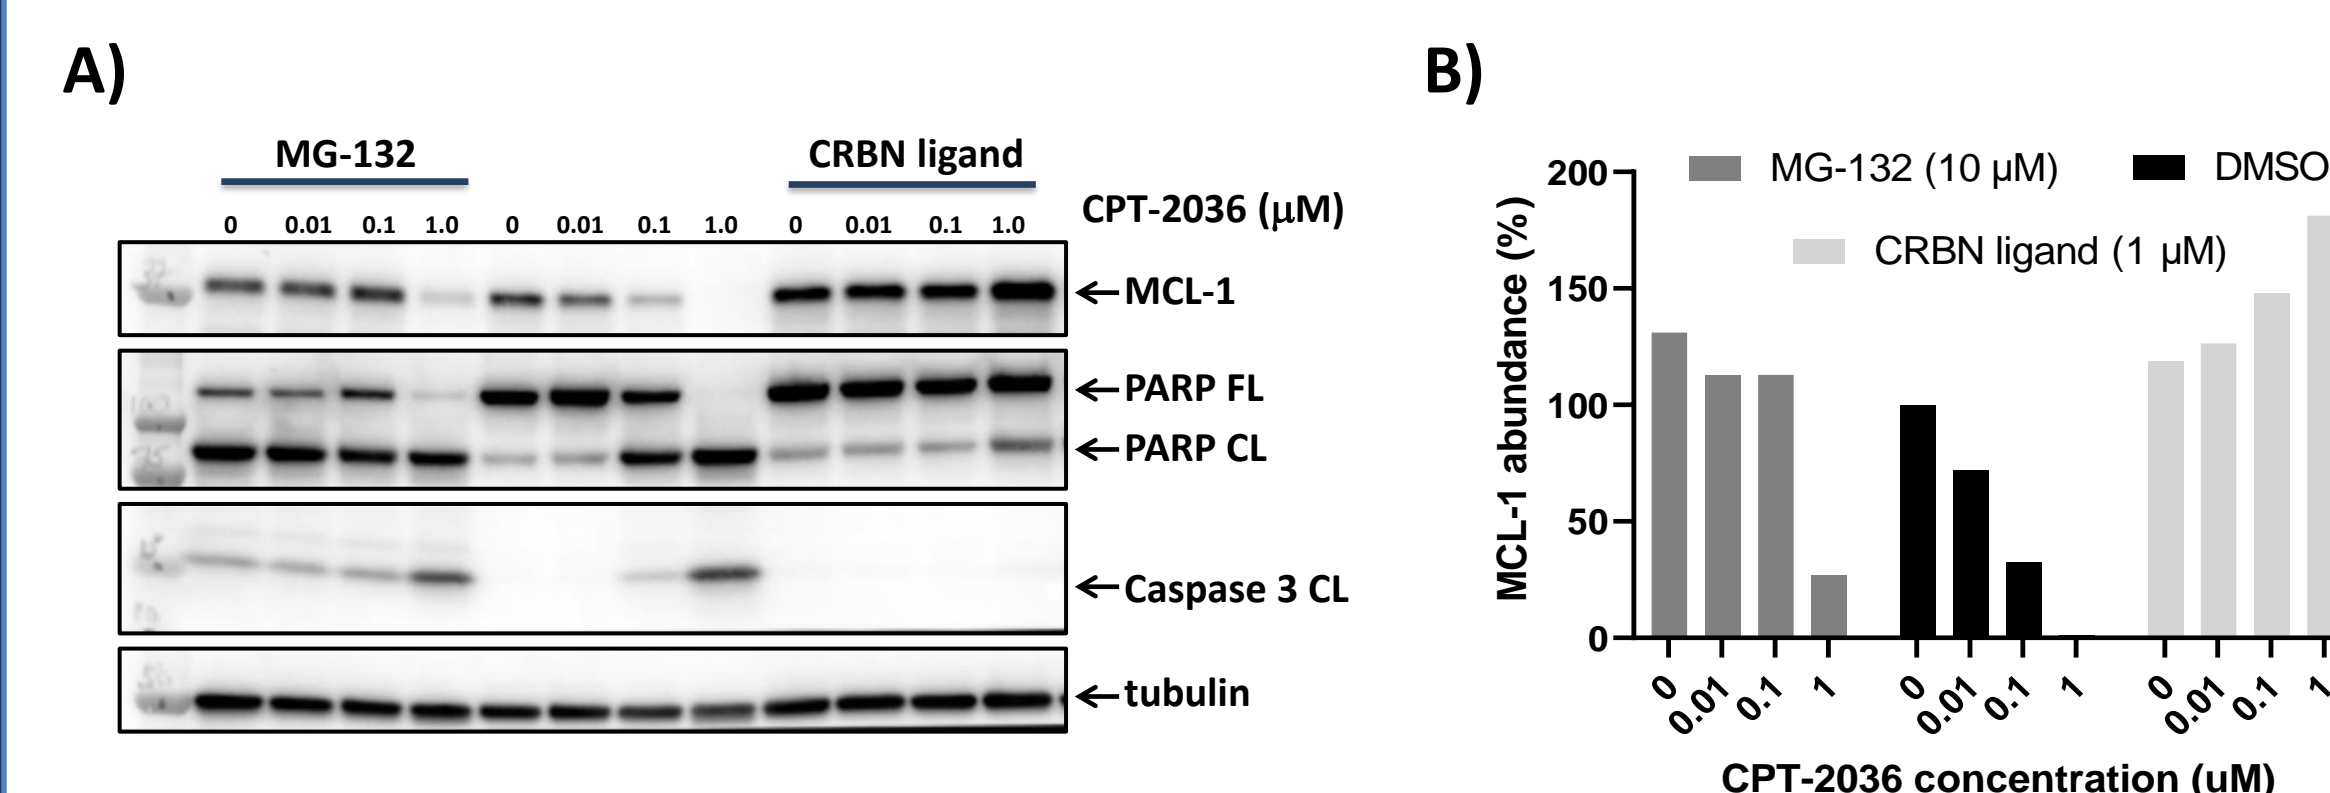 A)
B)
MG-132
CRBN ligand
CPT-2036 (µM)
0 0.01 0.1 1.0 0 0.01 0.1 1.0 0 0.01 0.1 1.0
MCL-1
PARP FL
PARP CL
Caspase 3 CL
tubulin
MG-132 (10 µM)
DMSO
CRBN ligand (1 µM)
MCL-1 abundance (%)
200
150
100
50
0
0 0.01 0.1 1 0 0.01 0.1 1 0 0.01 0.1 1
CPT-2036 concentration (uM)